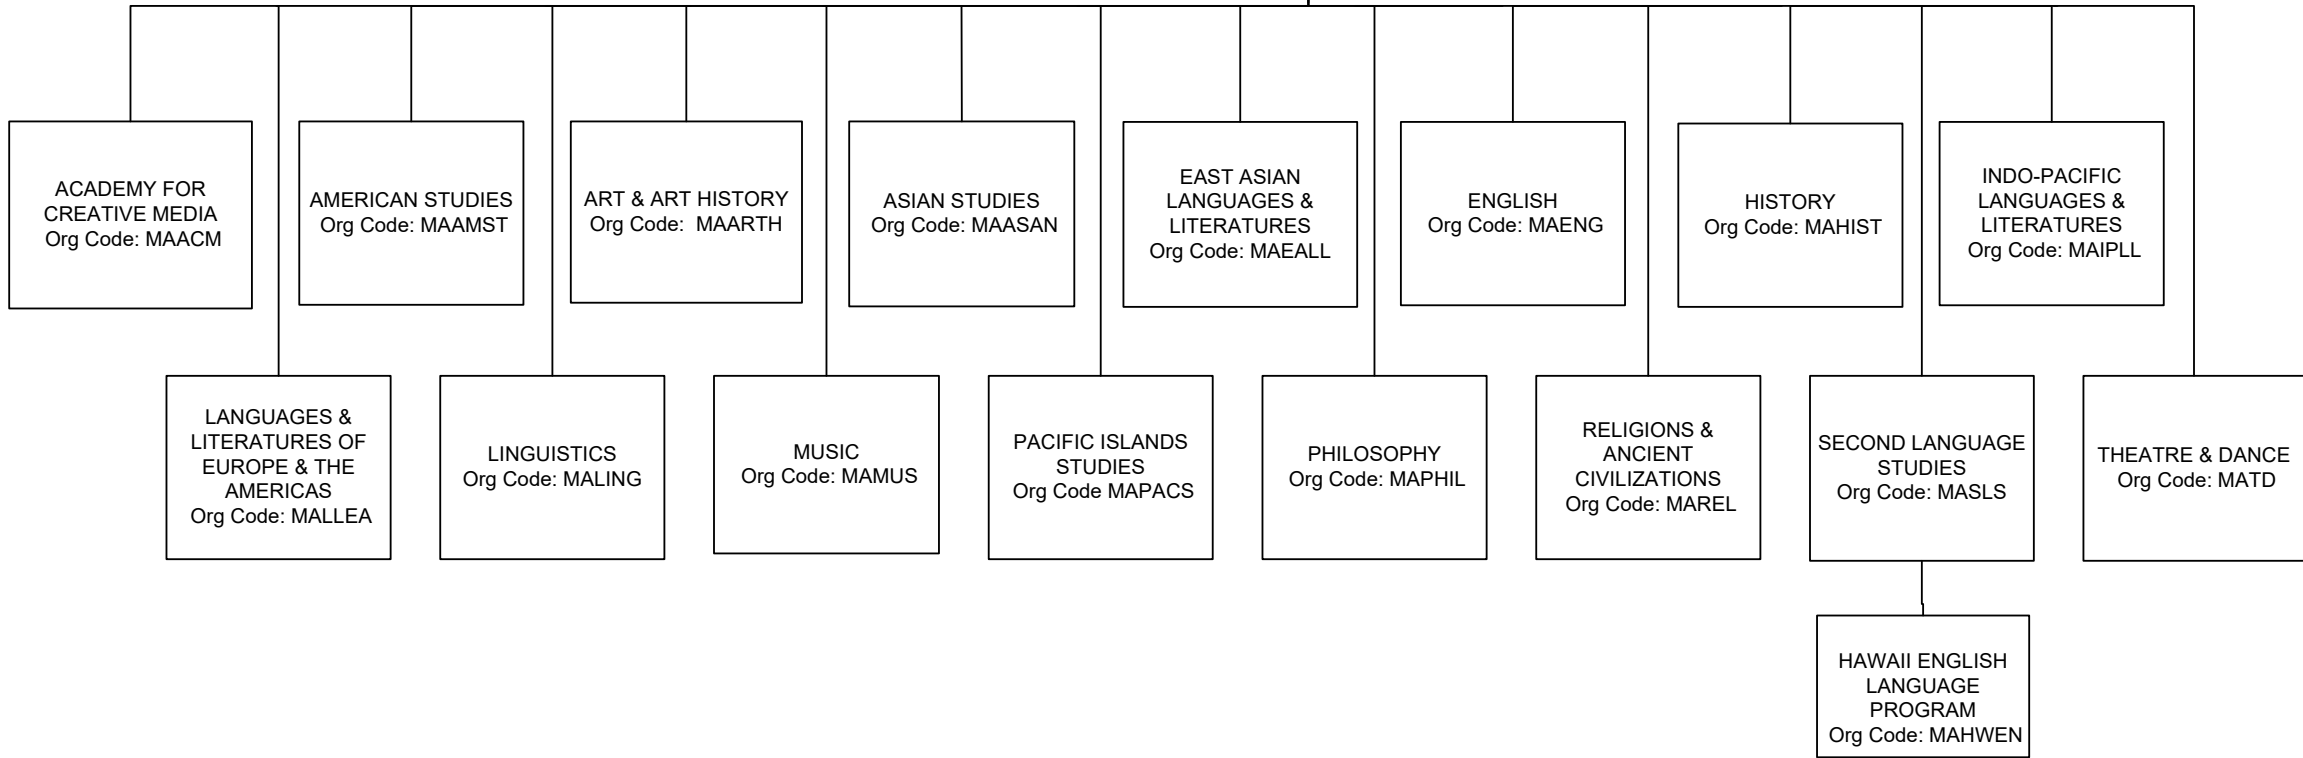 ACADEMY FOR
CREATIVE MEDIA
Org Code: MAACM
AMERICAN STUDIES
Org Code: MAAMST
ART & ART HISTORY
Org Code: MAARTH
ASIAN STUDIES
Org Code: MAASAN
EAST ASIAN
LANGUAGES &
LITERATURES
Org Code: MAEALL
ENGLISH
Org Code: MAENG
HISTORY
Org Code: MAHIST
INDO-PACIFIC
LANGUAGES &
LITERATURES
Org Code: MAIPLL
LANGUAGES &
LITERATURES OF
EUROPE & THE
AMERICAS
Org Code: MALLEA
LINGUISTICS
Org Code: MALING
MUSIC
Org Code: MAMUS
PACIFIC ISLANDS
STUDIES
Org Code MAPACS
PHILOSOPHY
Org Code: MAPHIL
RELIGIONS &
ANCIENT
CIVILIZATIONS
Org Code: MAREL
SECOND LANGUAGE
STUDIES
Org Code: MASLS
THEATRE & DANCE
Org Code: MATD
HAWAII ENGLISH
LANGUAGE
PROGRAM
Org Code: MAHWEN